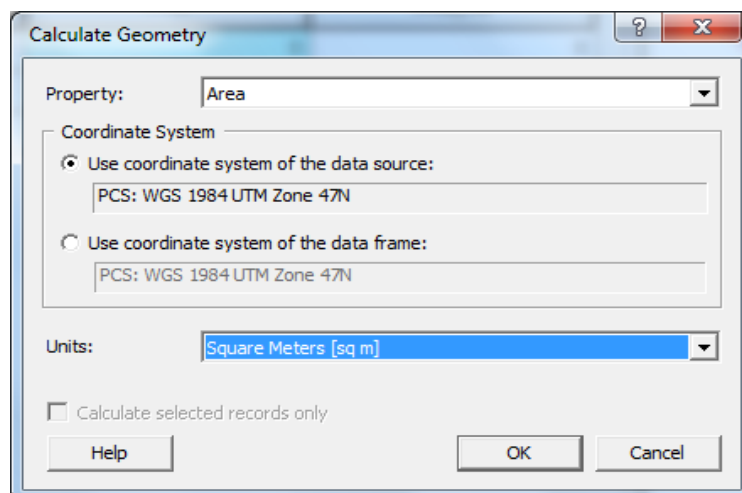 Calculate Geometry
Property: Area
Coordinate System
Use coordinate system of the data source:
PCS: WGS 1984 UTM Zone 47N
Use coordinate system of the data frame:
PCS: WGS 1984 UTM Zone 47N
Units: Square Meters [sq m]
Calculate selected records only
Help OK Cancel